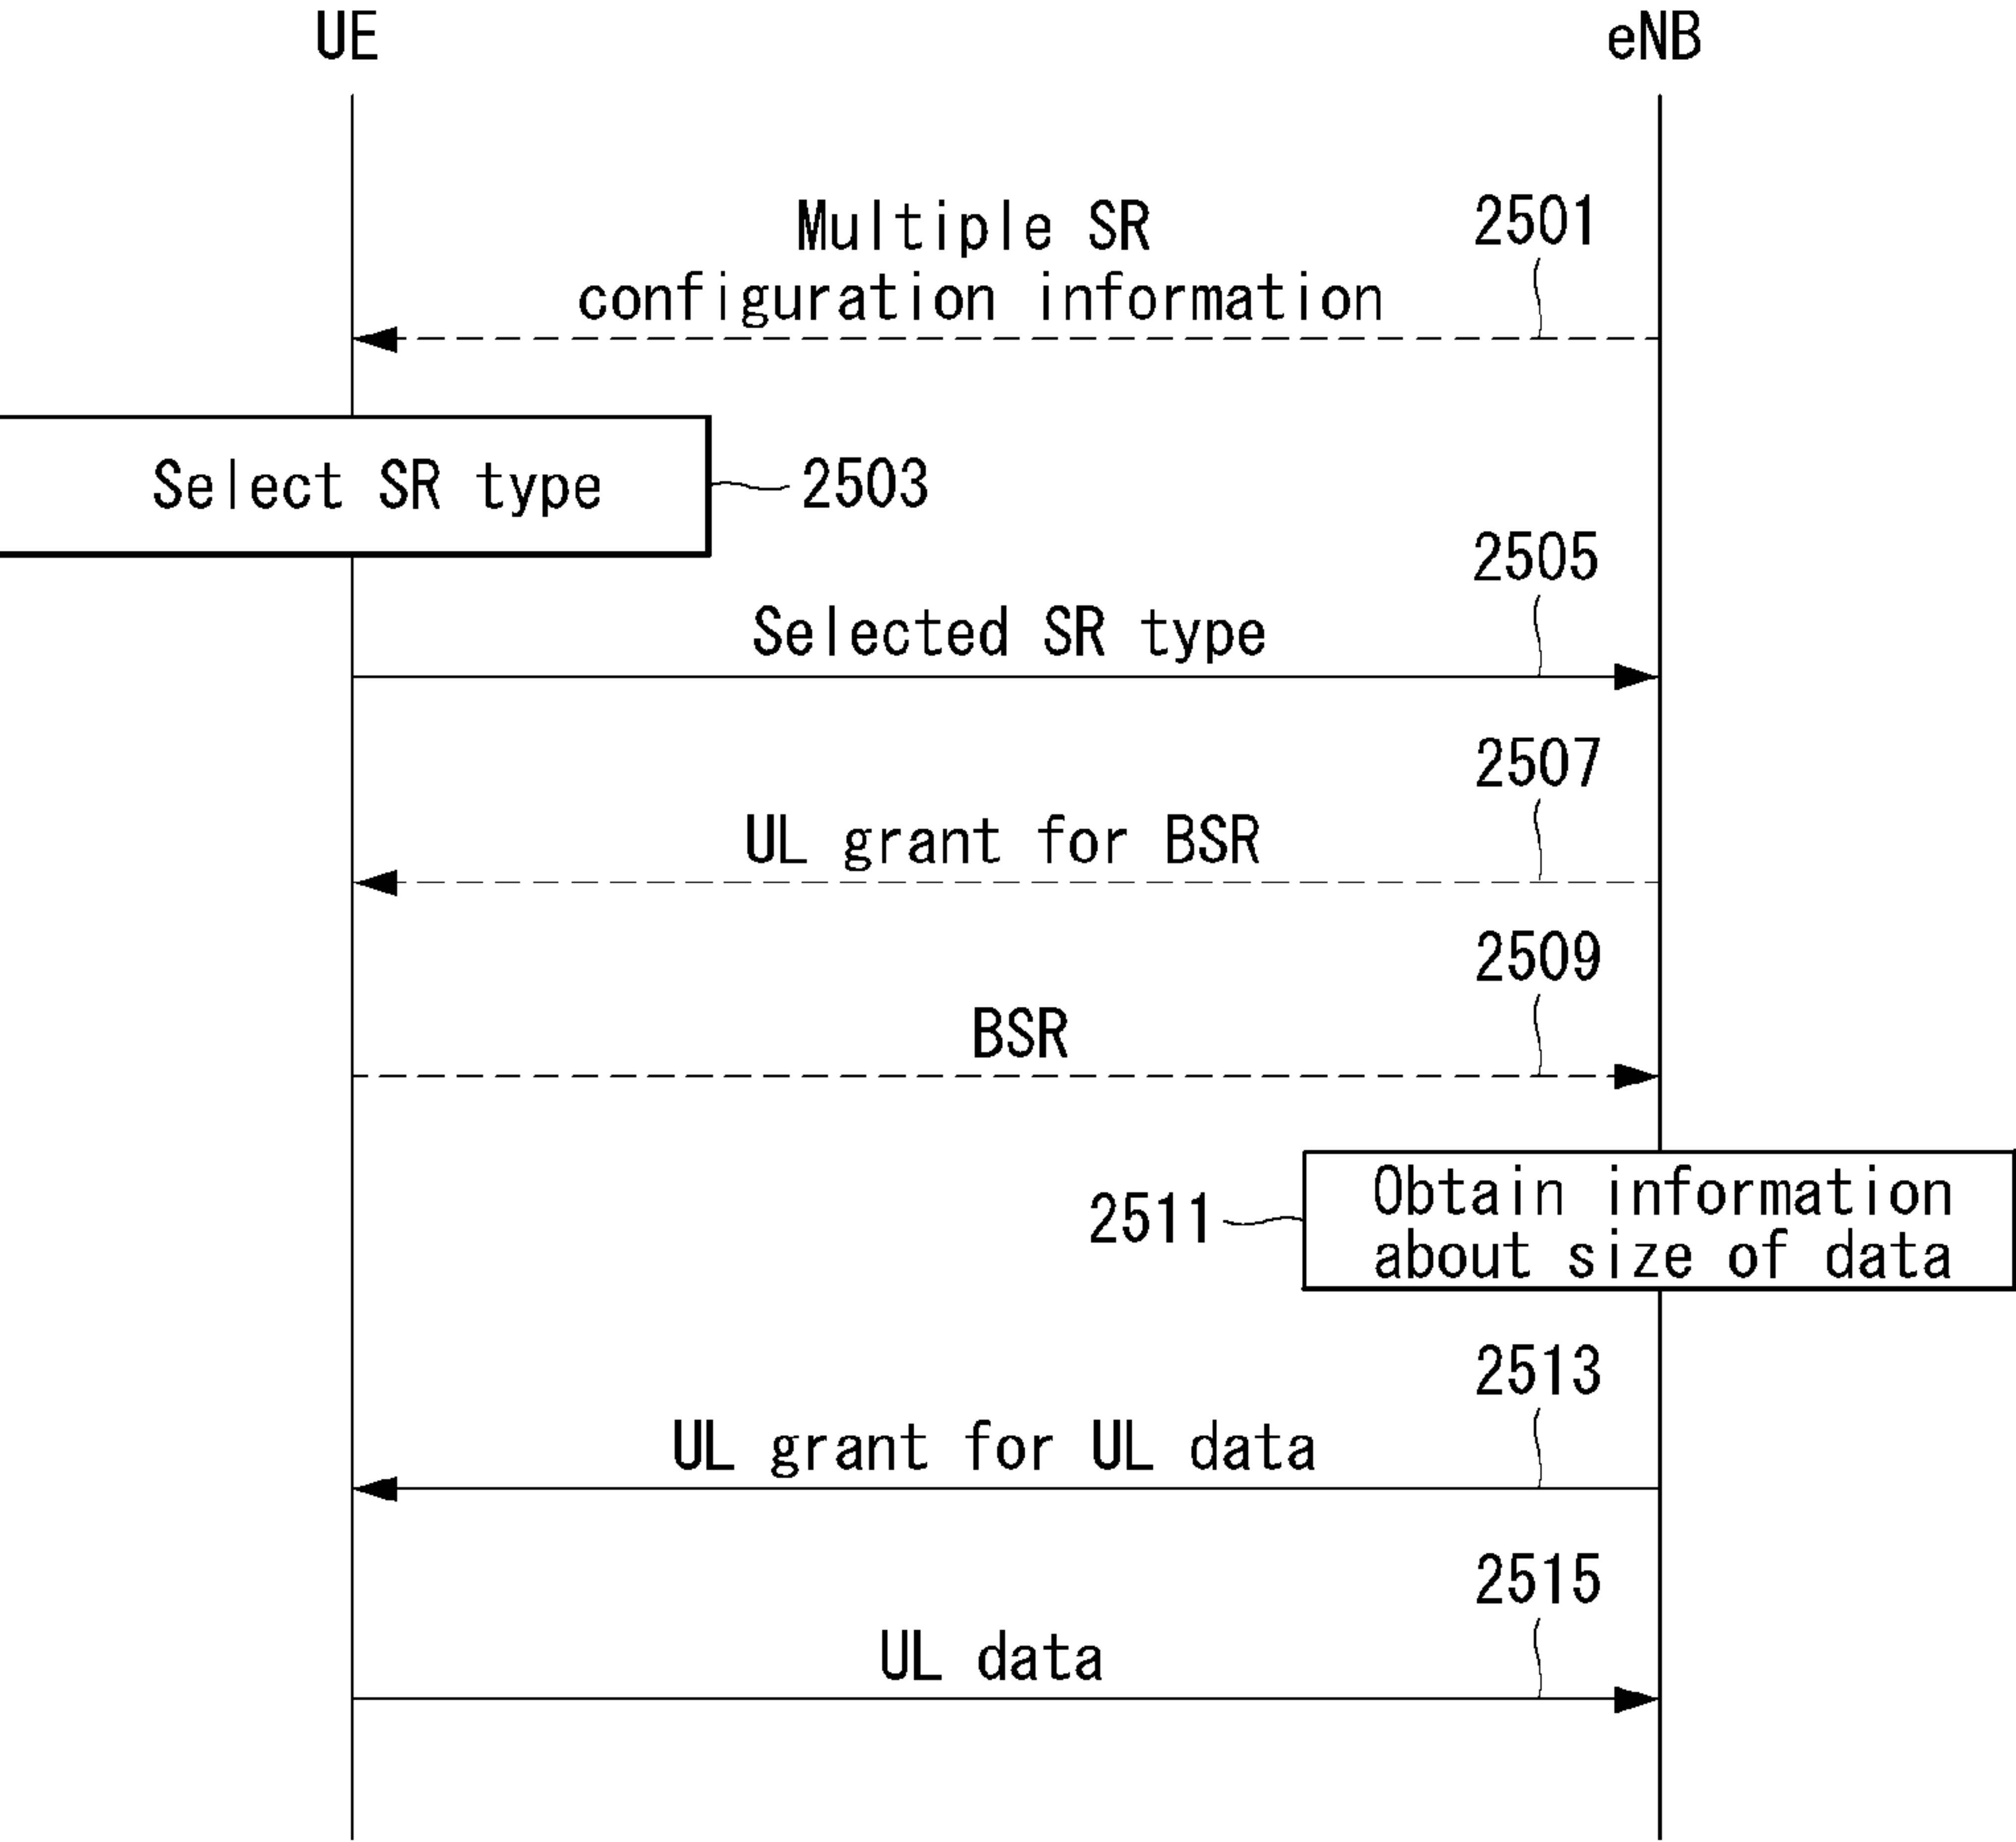 UE
eNB
Multiple SR
configuration information
2501
Select SR type
2503
2505
Selected SR type
2507
UL grant for BSR
2509
BSR
2511
Obtain information
about size of data
2513
UL grant for UL data
2515
UL data